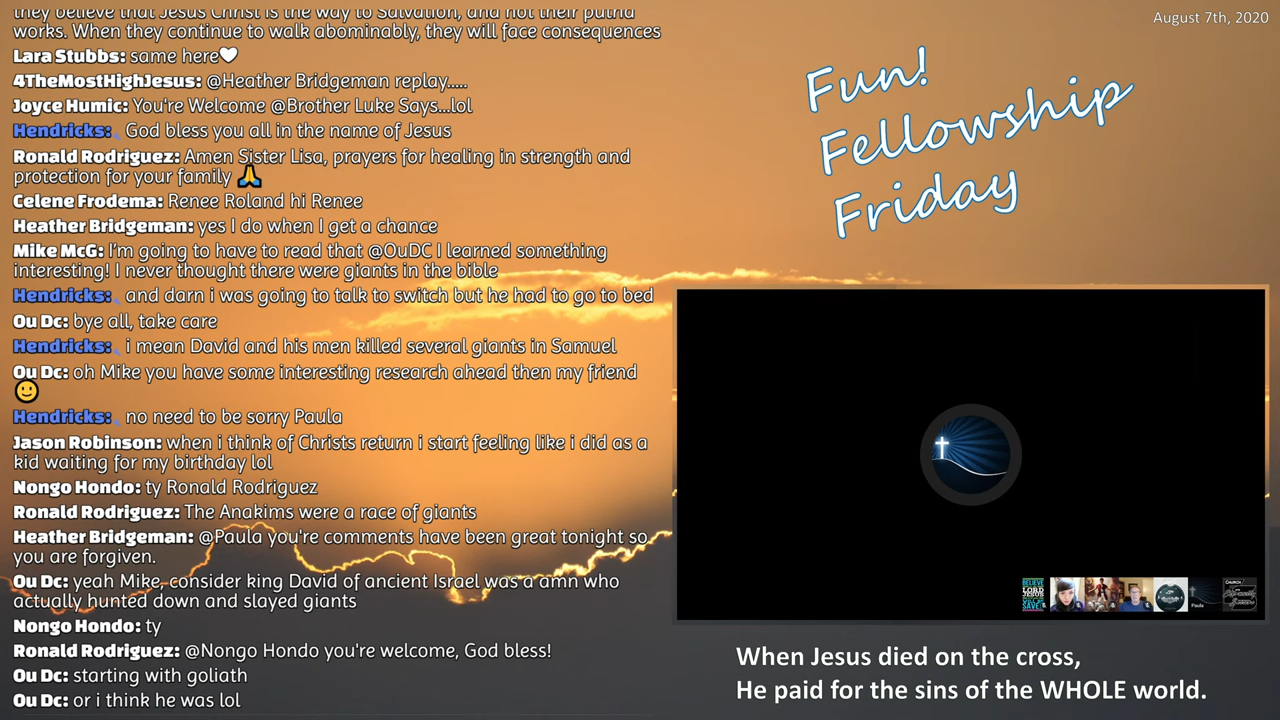 they believe that Jesus Christ is the way to Salvation, and not their putrid
works. When they continue to walk abominably, they will face consequences
Lara Stubbs: same here🤍
4TheMostHighJesus: @Heather Bridgeman replay.....
Joyce Humic: You're Welcome @Brother Luke Says...lol
Hendricks: God bless you all in the name of Jesus
Ronald Rodriguez: Amen Sister Lisa, prayers for healing in strength and
protection for your family 🙏
Celene Frodema: Renee Roland hi Renee
Heather Bridgeman: yes I do when I get a chance
Mike McG: I'm going to have to read that @OuDC I learned something
interesting! I never thought there were giants in the bible
Hendricks: and darn i was going to talk to switch but he had to go to bed
Ou Dc: bye all, take care
Hendricks: i mean David and his men killed several giants in Samuel
Ou Dc: oh Mike you have some interesting research ahead then my friend
🙂
Hendricks: no need to be sorry Paula
Jason Robinson: when i think of Christs return i start feeling like i did as a
kid waiting for my birthday lol
Nongo Hondo: ty Ronald Rodriguez
Ronald Rodriguez: The Anakims were a race of giants
Heather Bridgeman: @Paula you're comments have been great tonight so
you are forgiven.
Ou Dc: yeah Mike, consider king David of ancient Israel was a amn who
actually hunted down and slayed giants
Nongo Hondo: ty
Ronald Rodriguez: @Nongo Hondo you're welcome, God bless!
Ou Dc: starting with goliath
Ou Dc: or i think he was lol
August 7th, 2020
Fun!
Fellowship
Friday
BELIEVE
LORD
JESUS
SAVE
Paula
CHURCH
When Jesus died on the cross,
He paid for the sins of the WHOLE world.